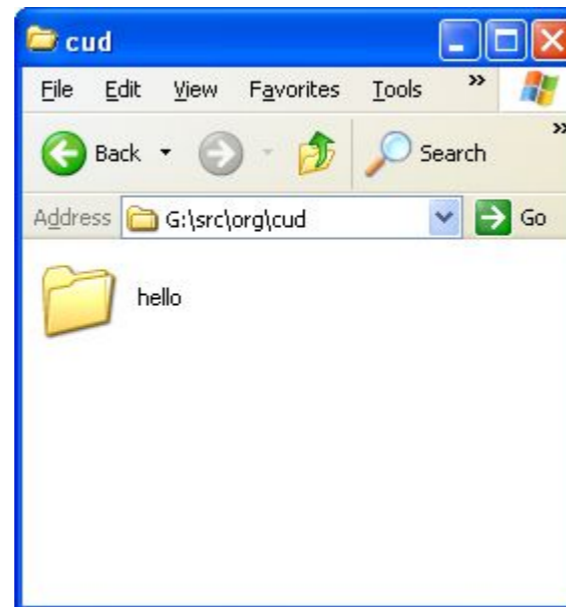 cud
File Edit View Favorites Tools »
Back Search »
Address G:\src\org\cud Go
hello